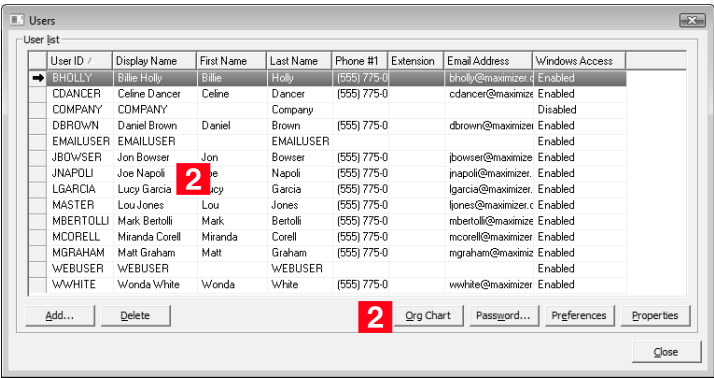 Users
User list
User ID Display Name First Name Last Name Phone #1 Extension Email Address Windows Access
BHOLLY Billie Holly Billie Holly (555) 775-0 bholly@maximizer.c Enabled
CDANCER Celine Dancer Celine Dancer (555) 775-0 cdancer@maximize Enabled
COMPANY COMPANY Company Disabled
DBROWN Daniel Brown Daniel Brown (555) 775-0 dbrown@maximizer Enabled
EMAILUSER EMAILUSER EMAILUSER Enabled
JBOWSER Jon Bowser Jon Bowser (555) 775-0 jbowser@maximize Enabled
JNAPOLI Joe Napoli oe Napoli (555) 775-0 jnapoli@maximizer. Enabled
2
LGARCIA Lucy Garcia ucy Garcia (555) 775-0 lgarcia@maximizer. Enabled
MASTER Lou Jones Lou Jones (555) 775-0 ljones@maximizer.c Enabled
MBERTOLLI Mark Bertolli Mark Bertolli (555) 775-0 mbertolli@maximize Enabled
MCORELL Miranda Corell Miranda Corell (555) 775-0 mcorell@maximizer Enabled
MGRAHAM Matt Graham Matt Graham (555) 775-0 mgraham@maximiz Enabled
WEBUSER WEBUSER WEBUSER Enabled
WWHITE Wonda White Wonda White (555) 775-0 wwhite@maximizer Enabled
Add... Delete 2 Org Chart Password... Preferences Properties
Close